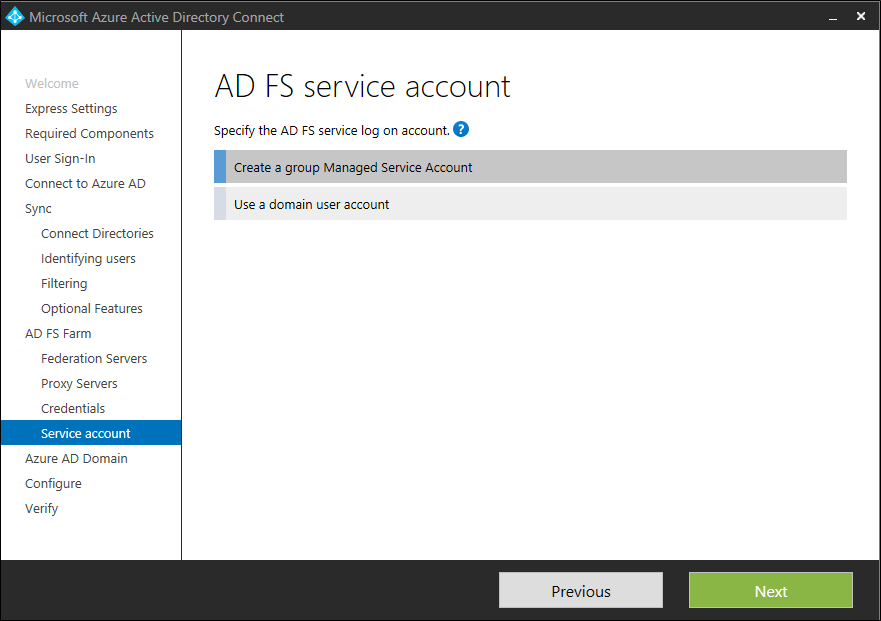 Microsoft Azure Active Directory Connect
Welcome
Express Settings
Required Components
User Sign-In
Connect to Azure AD
Sync
Connect Directories
Identifying users
Filtering
Optional Features
AD FS Farm
Federation Servers
Proxy Servers
Credentials
Service account
Azure AD Domain
Configure
Verify
AD FS service account
Specify the AD FS service log on account. ?
Create a group Managed Service Account
Use a domain user account
Previous
Next